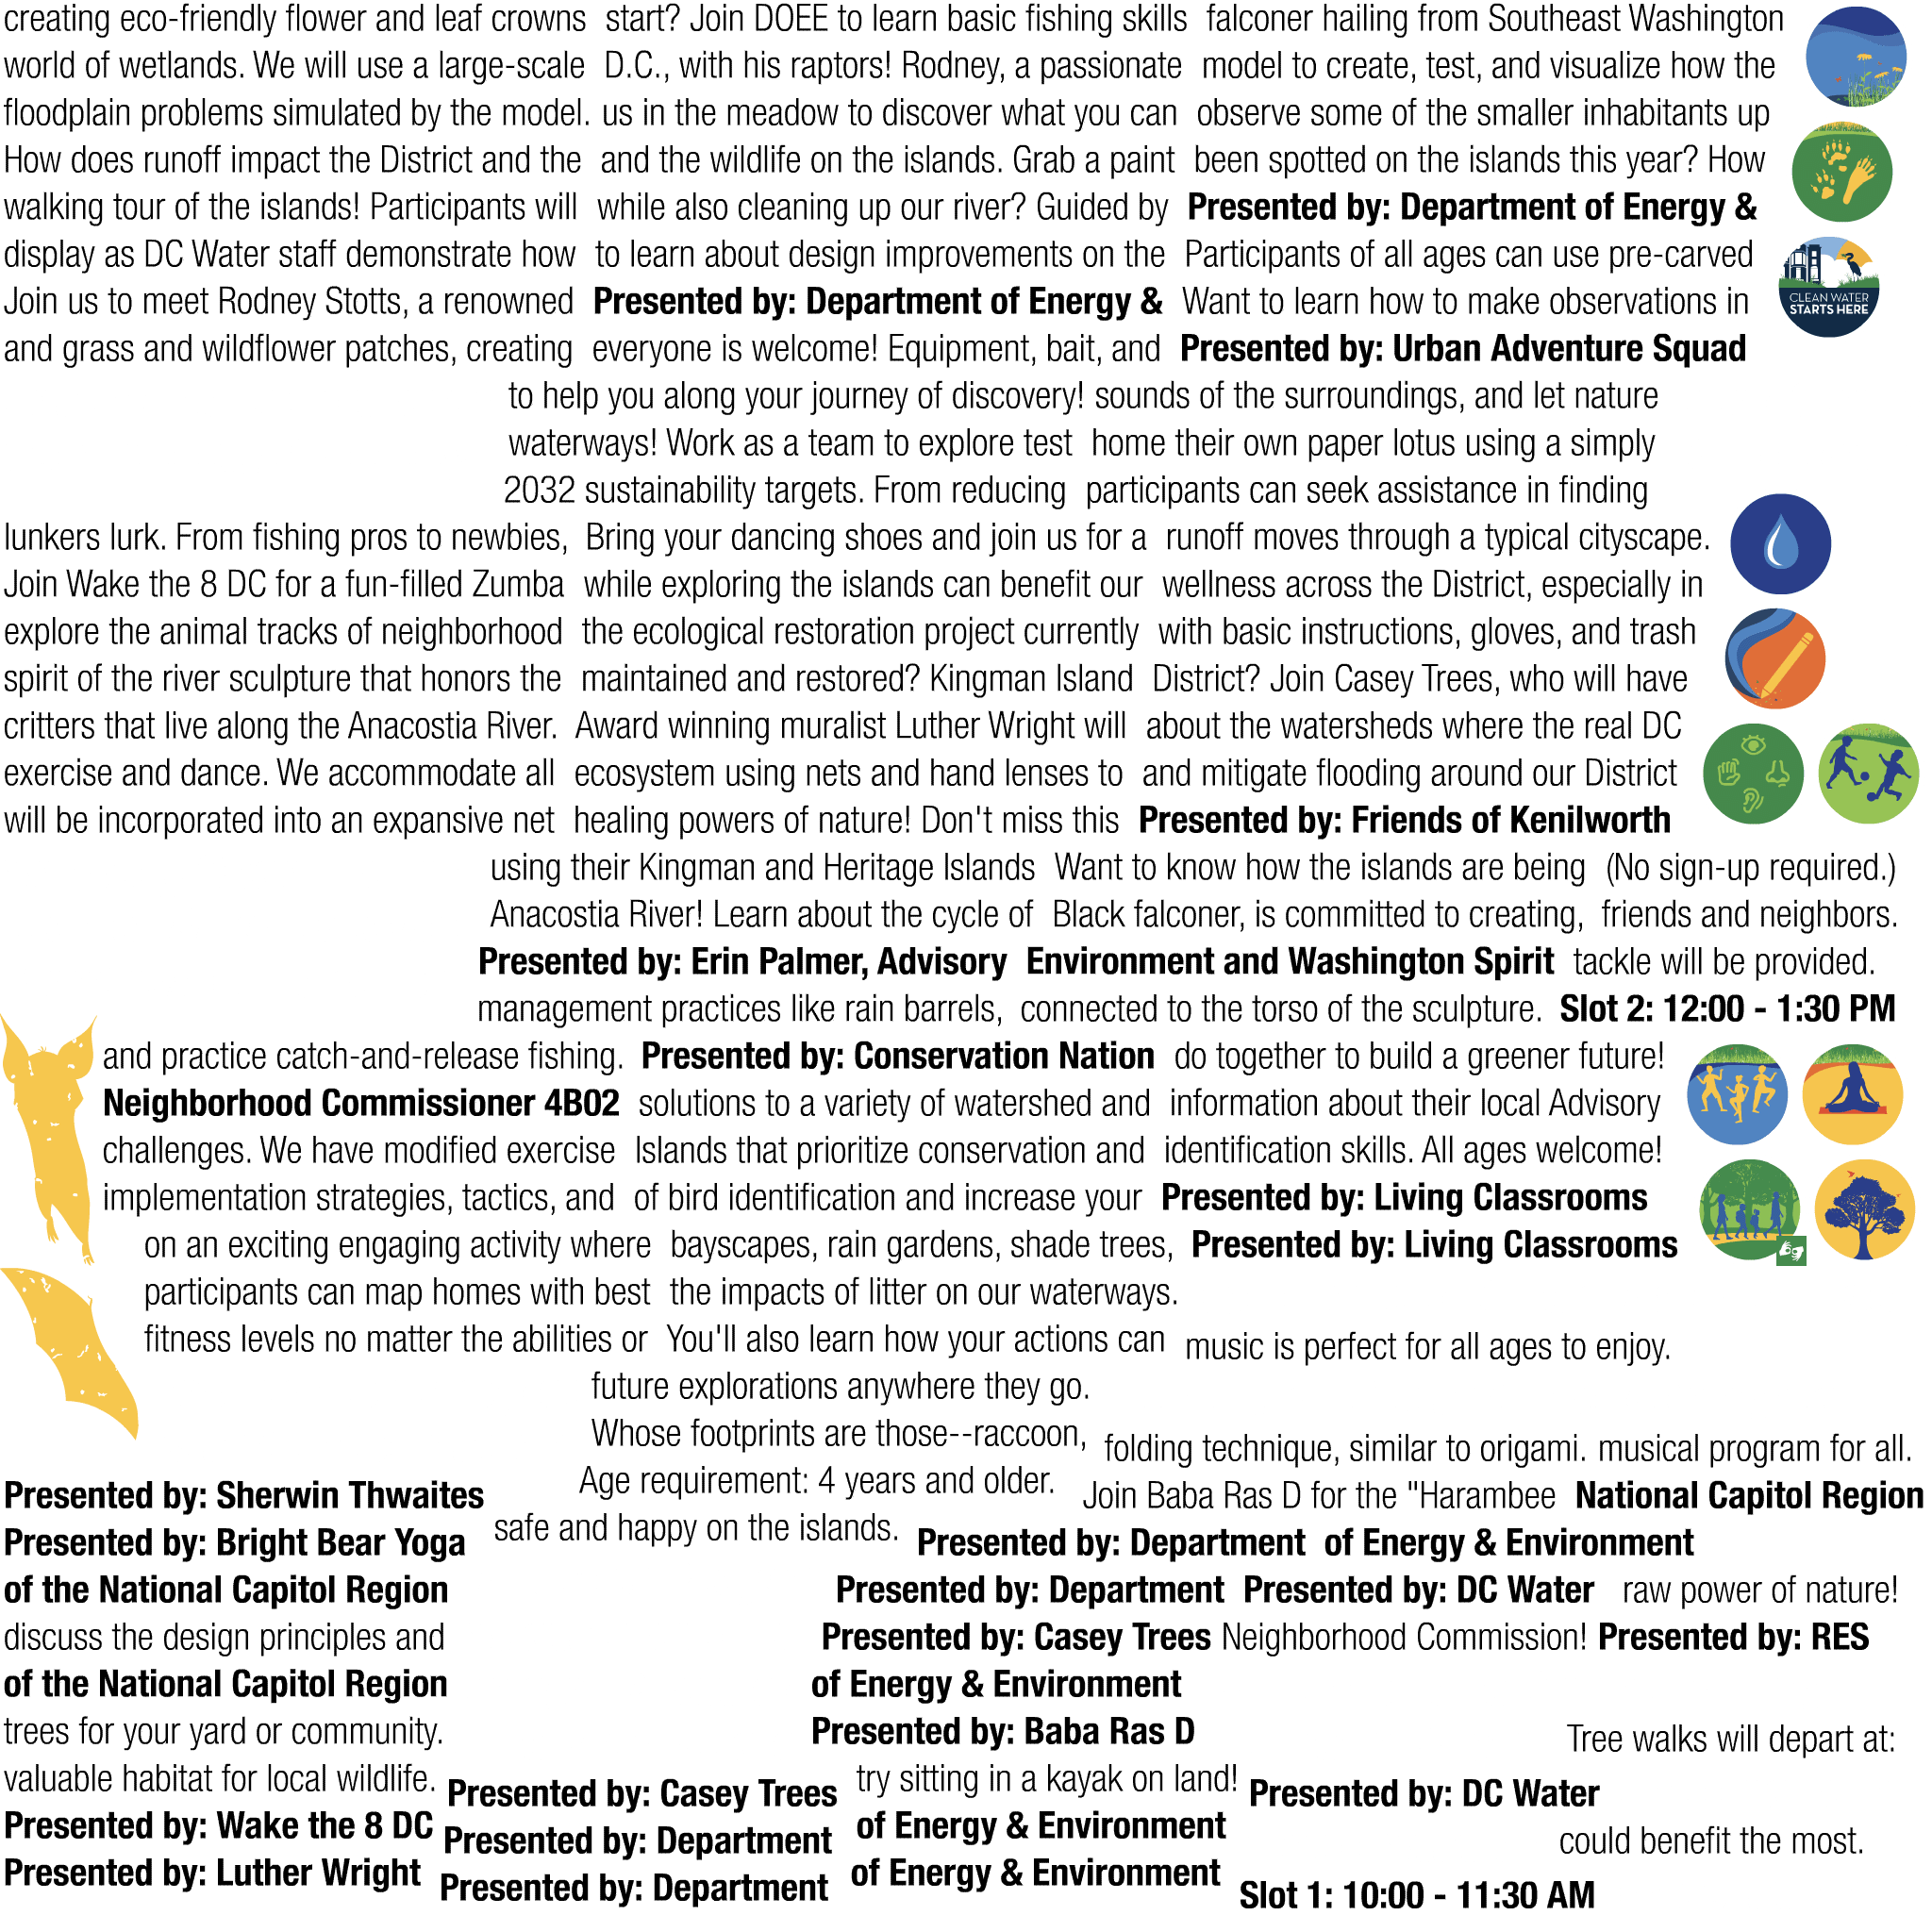 creating eco-friendly flower and leaf crowns start? Join DOEE to learn basic fishing skills falconer hailing from Southeast Washington
world of wetlands. We will use a large-scale D.C., with his raptors! Rodney, a passionate model to create, test, and visualize how the
floodplain problems simulated by the model. us in the meadow to discover what you can observe some of the smaller inhabitants up
How does runoff impact the District and the and the wildlife on the islands. Grab a paint been spotted on the islands this year? How
walking tour of the islands! Participants will while also cleaning up our river? Guided by Presented by: Department of Energy &
display as DC Water staff demonstrate how to learn about design improvements on the Participants of all ages can use pre-carved
CLEAN WATER
STARTS HERE
Join us to meet Rodney Stotts, a renowned Presented by: Department of Energy & Want to learn how to make observations in
and grass and wildflower patches, creating everyone is welcome! Equipment, bait, and Presented by: Urban Adventure Squad
to help you along your journey of discovery! sounds of the surroundings, and let nature
waterways! Work as a team to explore test home their own paper lotus using a simply
2032 sustainability targets. From reducing participants can seek assistance in finding
lunkers lurk. From fishing pros to newbies, Bring your dancing shoes and join us for a runoff moves through a typical cityscape.
Join Wake the 8 DC for a fun-filled Zumba while exploring the islands can benefit our wellness across the District, especially in
explore the animal tracks of neighborhood the ecological restoration project currently with basic instructions, gloves, and trash
spirit of the river sculpture that honors the maintained and restored? Kingman Island District? Join Casey Trees, who will have
critters that live along the Anacostia River. Award winning muralist Luther Wright will about the watersheds where the real DC
exercise and dance. We accommodate all ecosystem using nets and hand lenses to and mitigate flooding around our District
will be incorporated into an expansive net healing powers of nature! Don't miss this Presented by: Friends of Kenilworth
using their Kingman and Heritage Islands Want to know how the islands are being (No sign-up required.)
Anacostia River! Learn about the cycle of Black falconer, is committed to creating, friends and neighbors.
Presented by: Erin Palmer, Advisory Environment and Washington Spirit tackle will be provided.
management practices like rain barrels, connected to the torso of the sculpture. Slot 2: 12:00 - 1:30 PM
and practice catch-and-release fishing. Presented by: Conservation Nation do together to build a greener future!
Neighborhood Commissioner 4B02 solutions to a variety of watershed and information about their local Advisory
challenges. We have modified exercise Islands that prioritize conservation and identification skills. All ages welcome!
implementation strategies, tactics, and of bird identification and increase your Presented by: Living Classrooms
on an exciting engaging activity where bayscapes, rain gardens, shade trees, Presented by: Living Classrooms
participants can map homes with best the impacts of litter on our waterways.
fitness levels no matter the abilities or You'll also learn how your actions can music is perfect for all ages to enjoy.
future explorations anywhere they go.
Whose footprints are those--raccoon, folding technique, similar to origami. musical program for all.
Presented by: Sherwin Thwaites Age requirement: 4 years and older. Join Baba Ras D for the "Harambee National Capitol Region
Presented by: Bright Bear Yoga safe and happy on the islands. Presented by: Department of Energy & Environment
of the National Capitol Region Presented by: Department Presented by: DC Water raw power of nature!
discuss the design principles and Presented by: Casey Trees Neighborhood Commission! Presented by: RES
of the National Capitol Region of Energy & Environment
trees for your yard or community. Presented by: Baba Ras D Tree walks will depart at:
valuable habitat for local wildlife. Presented by: Casey Trees try sitting in a kayak on land! Presented by: DC Water
Presented by: Wake the 8 DC Presented by: Department of Energy & Environment could benefit the most.
Presented by: Luther Wright Presented by: Department of Energy & Environment Slot 1: 10:00 - 11:30 AM